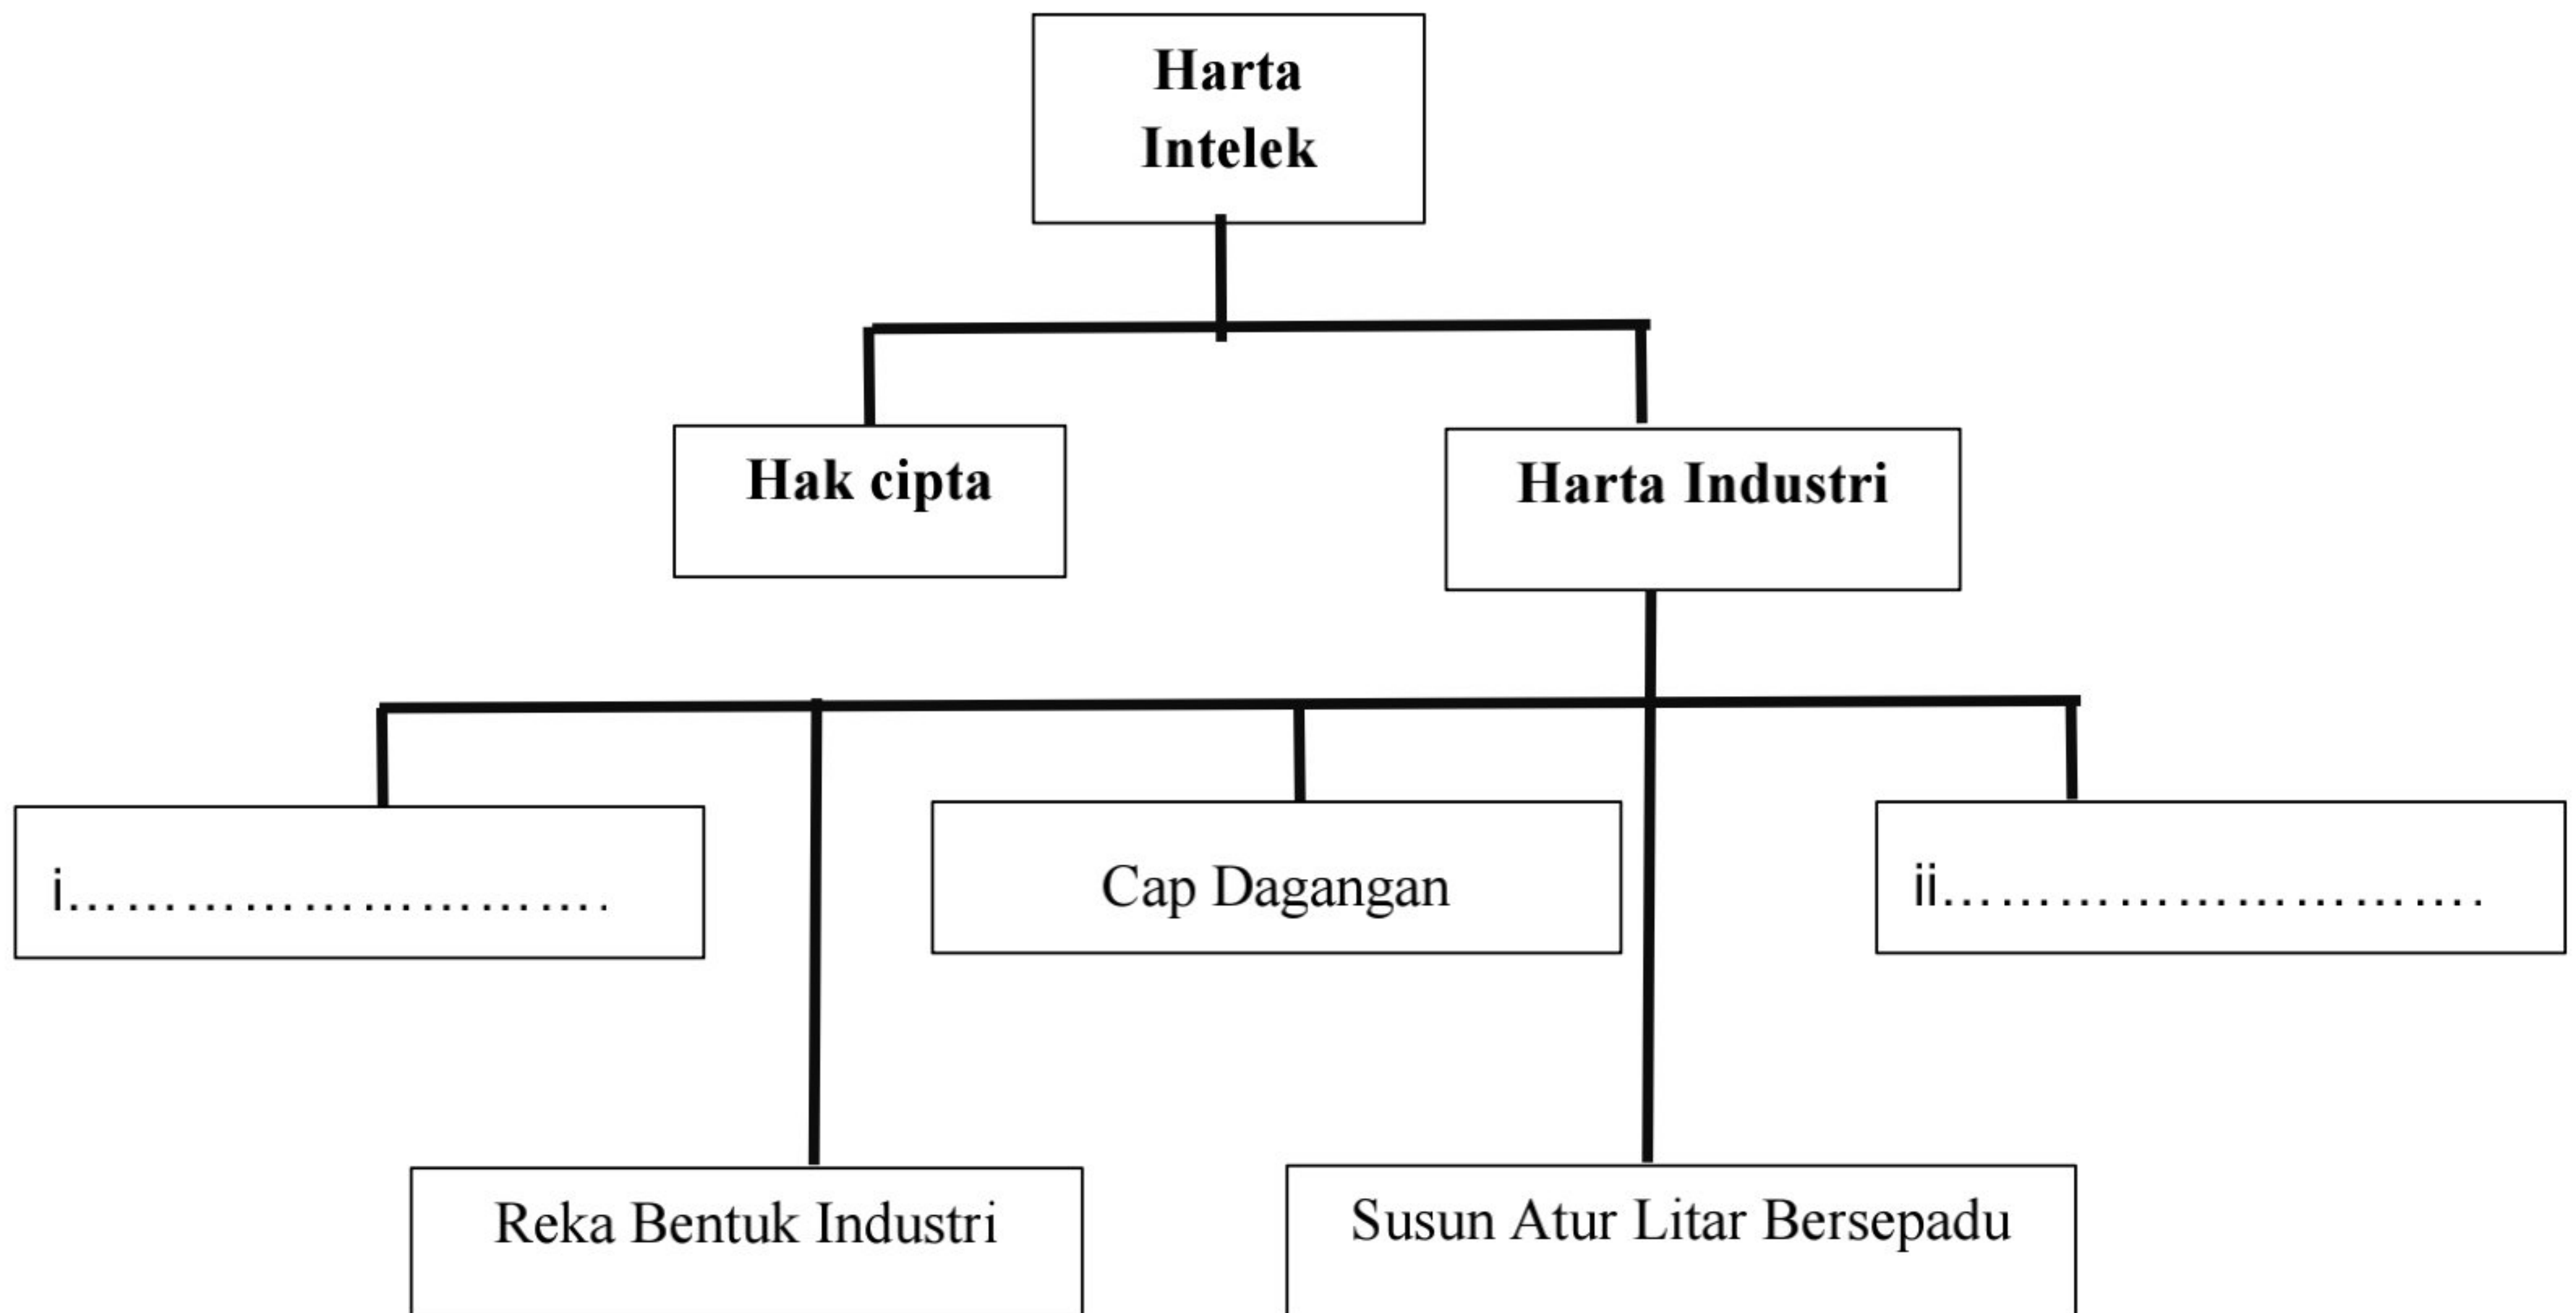 Harta
Intelek
Hak cipta
Harta Industri
i………………………….
Cap Dagangan
ii………………………….
Reka Bentuk Industri
Susun Atur Litar Bersepadu